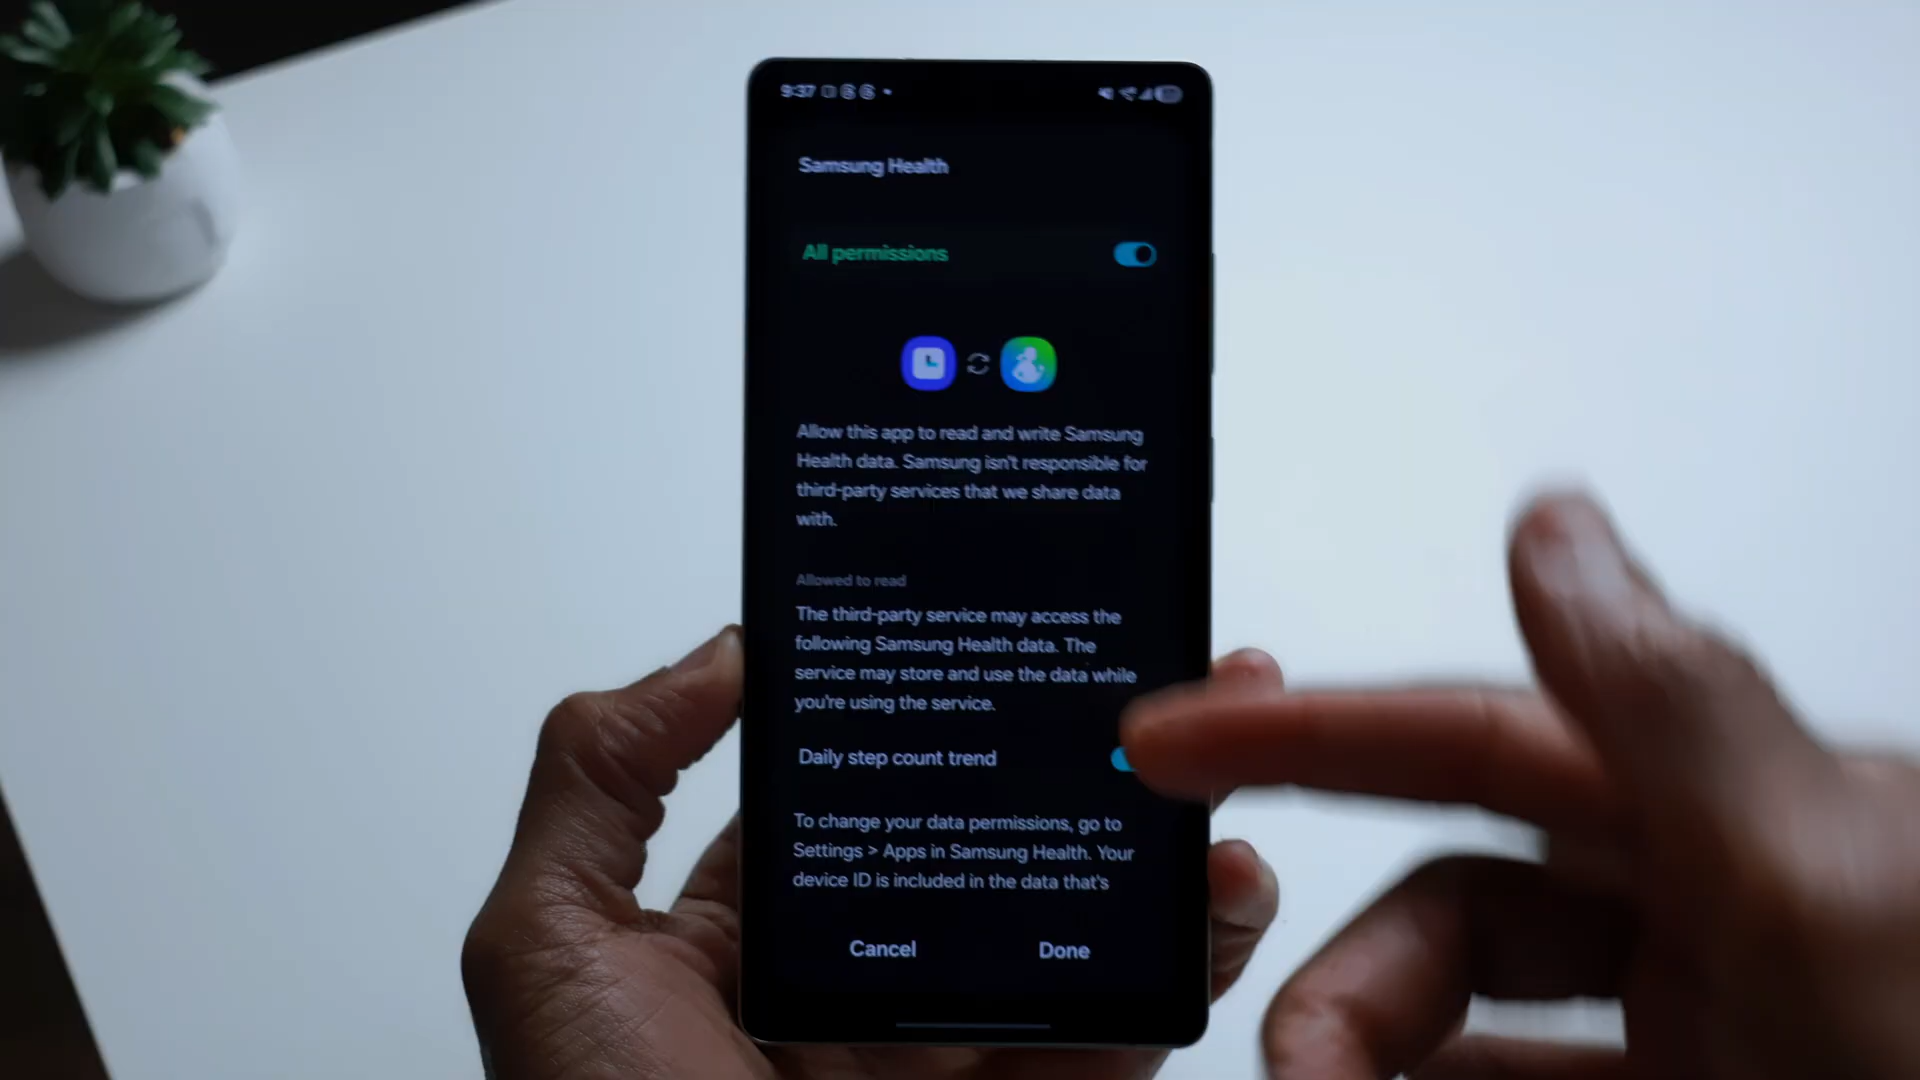 9:37
Samsung Health
All permissions
Allow this app to read and write Samsung
Health data. Samsung isn't responsible for
third-party services that we share data
with.
Allowed to read
The third-party service may access the
following Samsung Health data. The
service may store and use the data while
you're using the service.
Daily step count trend
To change your data permissions, go to
Settings > Apps in Samsung Health. Your
device ID is included in the data that's
Cancel
Done